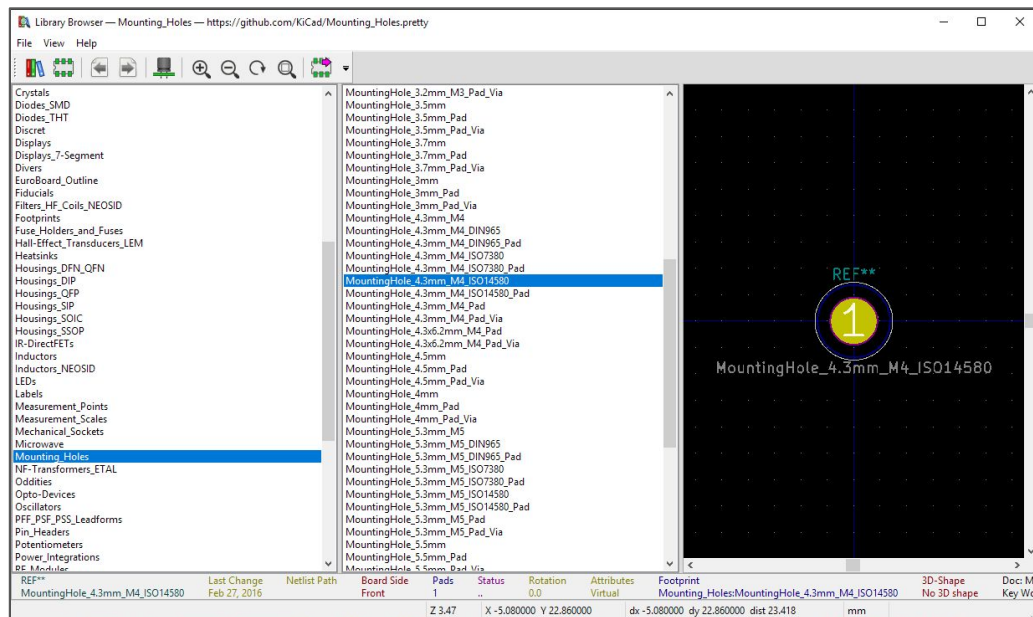 Library Browser — Mounting_Holes — https://github.com/KiCad/Mounting_Holes.pretty
File View Help
Crystals
Diodes_SMD
Diodes_THT
Discret
Displays
Displays_7-Segment
Divers
EuroBoard_Outline
Fiducials
Filters_HF_Coils_NEOSID
Footprints
Fuse_Holders_and_Fuses
Hall-Effect_Transducers_LEM
Heatsinks
Housings_DFN_QFN
Housings_DIP
Housings_QFP
Housings_SIP
Housings_SOIC
Housings_SSOP
IR-DirectFETs
Inductors
Inductors_NEOSID
LEDs
Labels
Measurement_Points
Measurement_Scales
Mechanical_Sockets
Microwave
Mounting_Holes
NF-Transformers_ETAL
Oddities
Opto-Devices
Oscillators
PFF_PSF_PSS_Leadforms
Pin_Headers
Potentiometers
Power_Integrations
RF_Modules
MountingHole_3.2mm_M3_Pad_Via
MountingHole_3.5mm
MountingHole_3.5mm_Pad
MountingHole_3.5mm_Pad_Via
MountingHole_3.7mm
MountingHole_3.7mm_Pad
MountingHole_3.7mm_Pad_Via
MountingHole_3mm
MountingHole_3mm_Pad
MountingHole_3mm_Pad_Via
MountingHole_4.3mm_M4
MountingHole_4.3mm_M4_DIN965
MountingHole_4.3mm_M4_DIN965_Pad
MountingHole_4.3mm_M4_ISO7380
MountingHole_4.3mm_M4_ISO7380_Pad
MountingHole_4.3mm_M4_ISO14580
MountingHole_4.3mm_M4_ISO14580_Pad
MountingHole_4.3mm_M4_Pad
MountingHole_4.3mm_M4_Pad_Via
MountingHole_4.3x6.2mm_M4_Pad
MountingHole_4.3x6.2mm_M4_Pad_Via
MountingHole_4.5mm
MountingHole_4.5mm_Pad
MountingHole_4.5mm_Pad_Via
MountingHole_4mm
MountingHole_4mm_Pad
MountingHole_4mm_Pad_Via
MountingHole_5.3mm_M5
MountingHole_5.3mm_M5_DIN965
MountingHole_5.3mm_M5_DIN965_Pad
MountingHole_5.3mm_M5_ISO7380
MountingHole_5.3mm_M5_ISO7380_Pad
MountingHole_5.3mm_M5_ISO14580
MountingHole_5.3mm_M5_ISO14580_Pad
MountingHole_5.3mm_M5_Pad
MountingHole_5.3mm_M5_Pad_Via
MountingHole_5.5mm
MountingHole_5.5mm_Pad
MountingHole_5.5mm_Pad_Via
REF**
1
MountingHole_4.3mm_M4_ISO14580
REF** Last Change Netlist Path Board Side Pads Status Rotation Attributes Footprint 3D-Shape Doc: M
MountingHole_4.3mm_M4_ISO14580 Feb 27, 2016 Front 1 .. 0.0 Virtual Mounting_Holes:MountingHole_4.3mm_M4_ISO14580 No 3D shape Key Wo
Z 3.47 X -5.080000 Y 22.860000 dx -5.080000 dy 22.860000 dist 23.418 mm